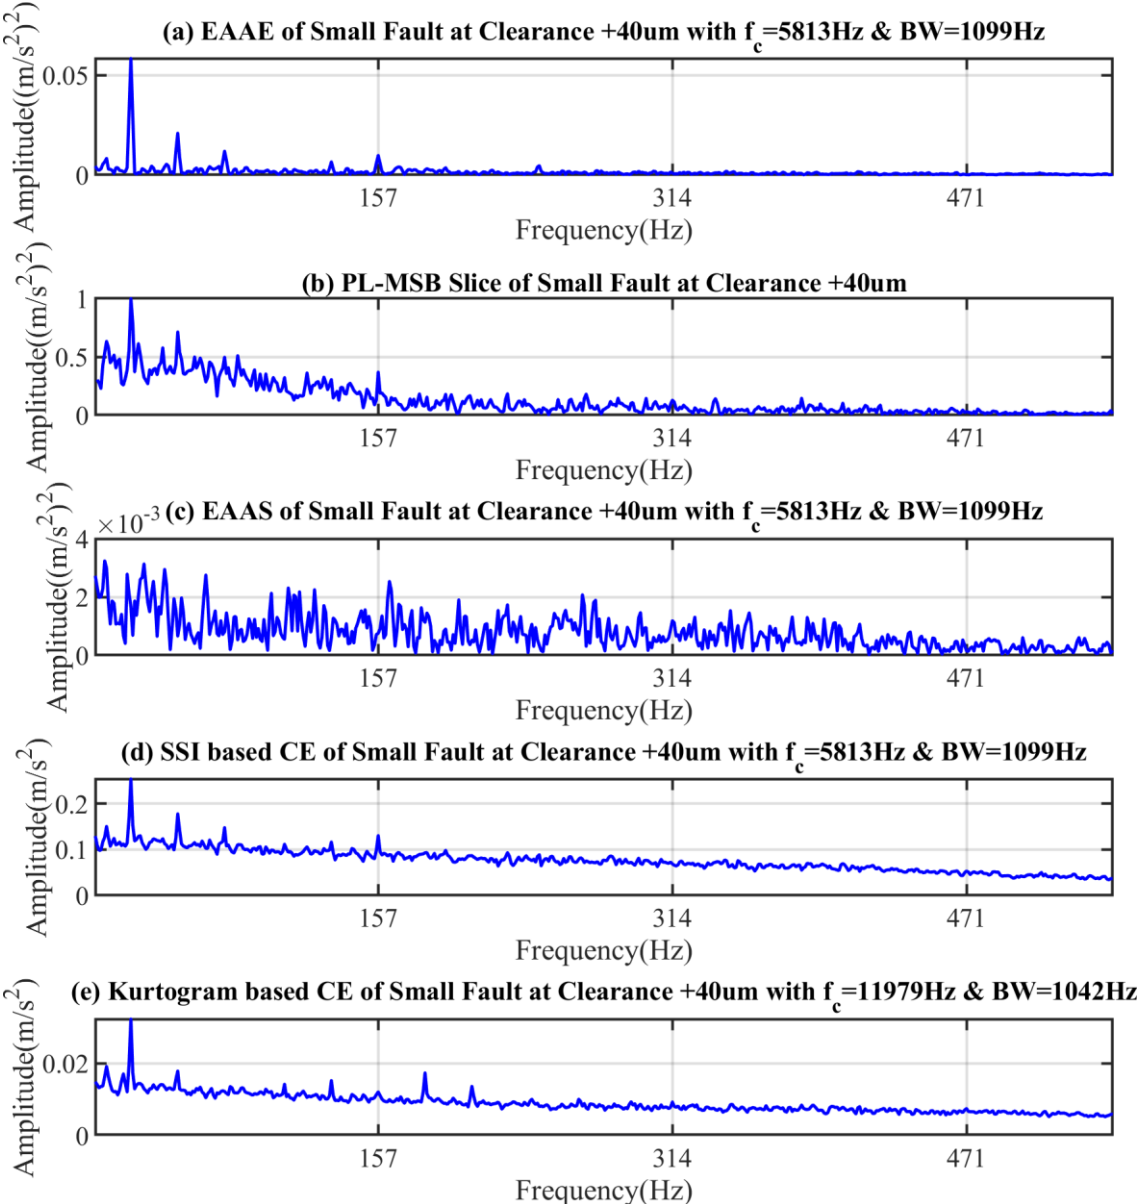 (a) EAAE of Small Fault at Clearance +40um with f_c=5813Hz & BW=1099Hz
Amplitude((m/s²)²)
0.05
0
157 314 471
Frequency(Hz)
(b) PL-MSB Slice of Small Fault at Clearance +40um
Amplitude((m/s²)²)
1
0.5
0
157 314 471
Frequency(Hz)
×10⁻³ (c) EAAS of Small Fault at Clearance +40um with f_c=5813Hz & BW=1099Hz
Amplitude((m/s²)²)
4
2
0
157 314 471
Frequency(Hz)
(d) SSI based CE of Small Fault at Clearance +40um with f_c=5813Hz & BW=1099Hz
Amplitude(m/s²)
0.2
0.1
0
157 314 471
Frequency(Hz)
(e) Kurtogram based CE of Small Fault at Clearance +40um with f_c=11979Hz & BW=1042Hz
Amplitude(m/s²)
0.02
0
157 314 471
Frequency(Hz)